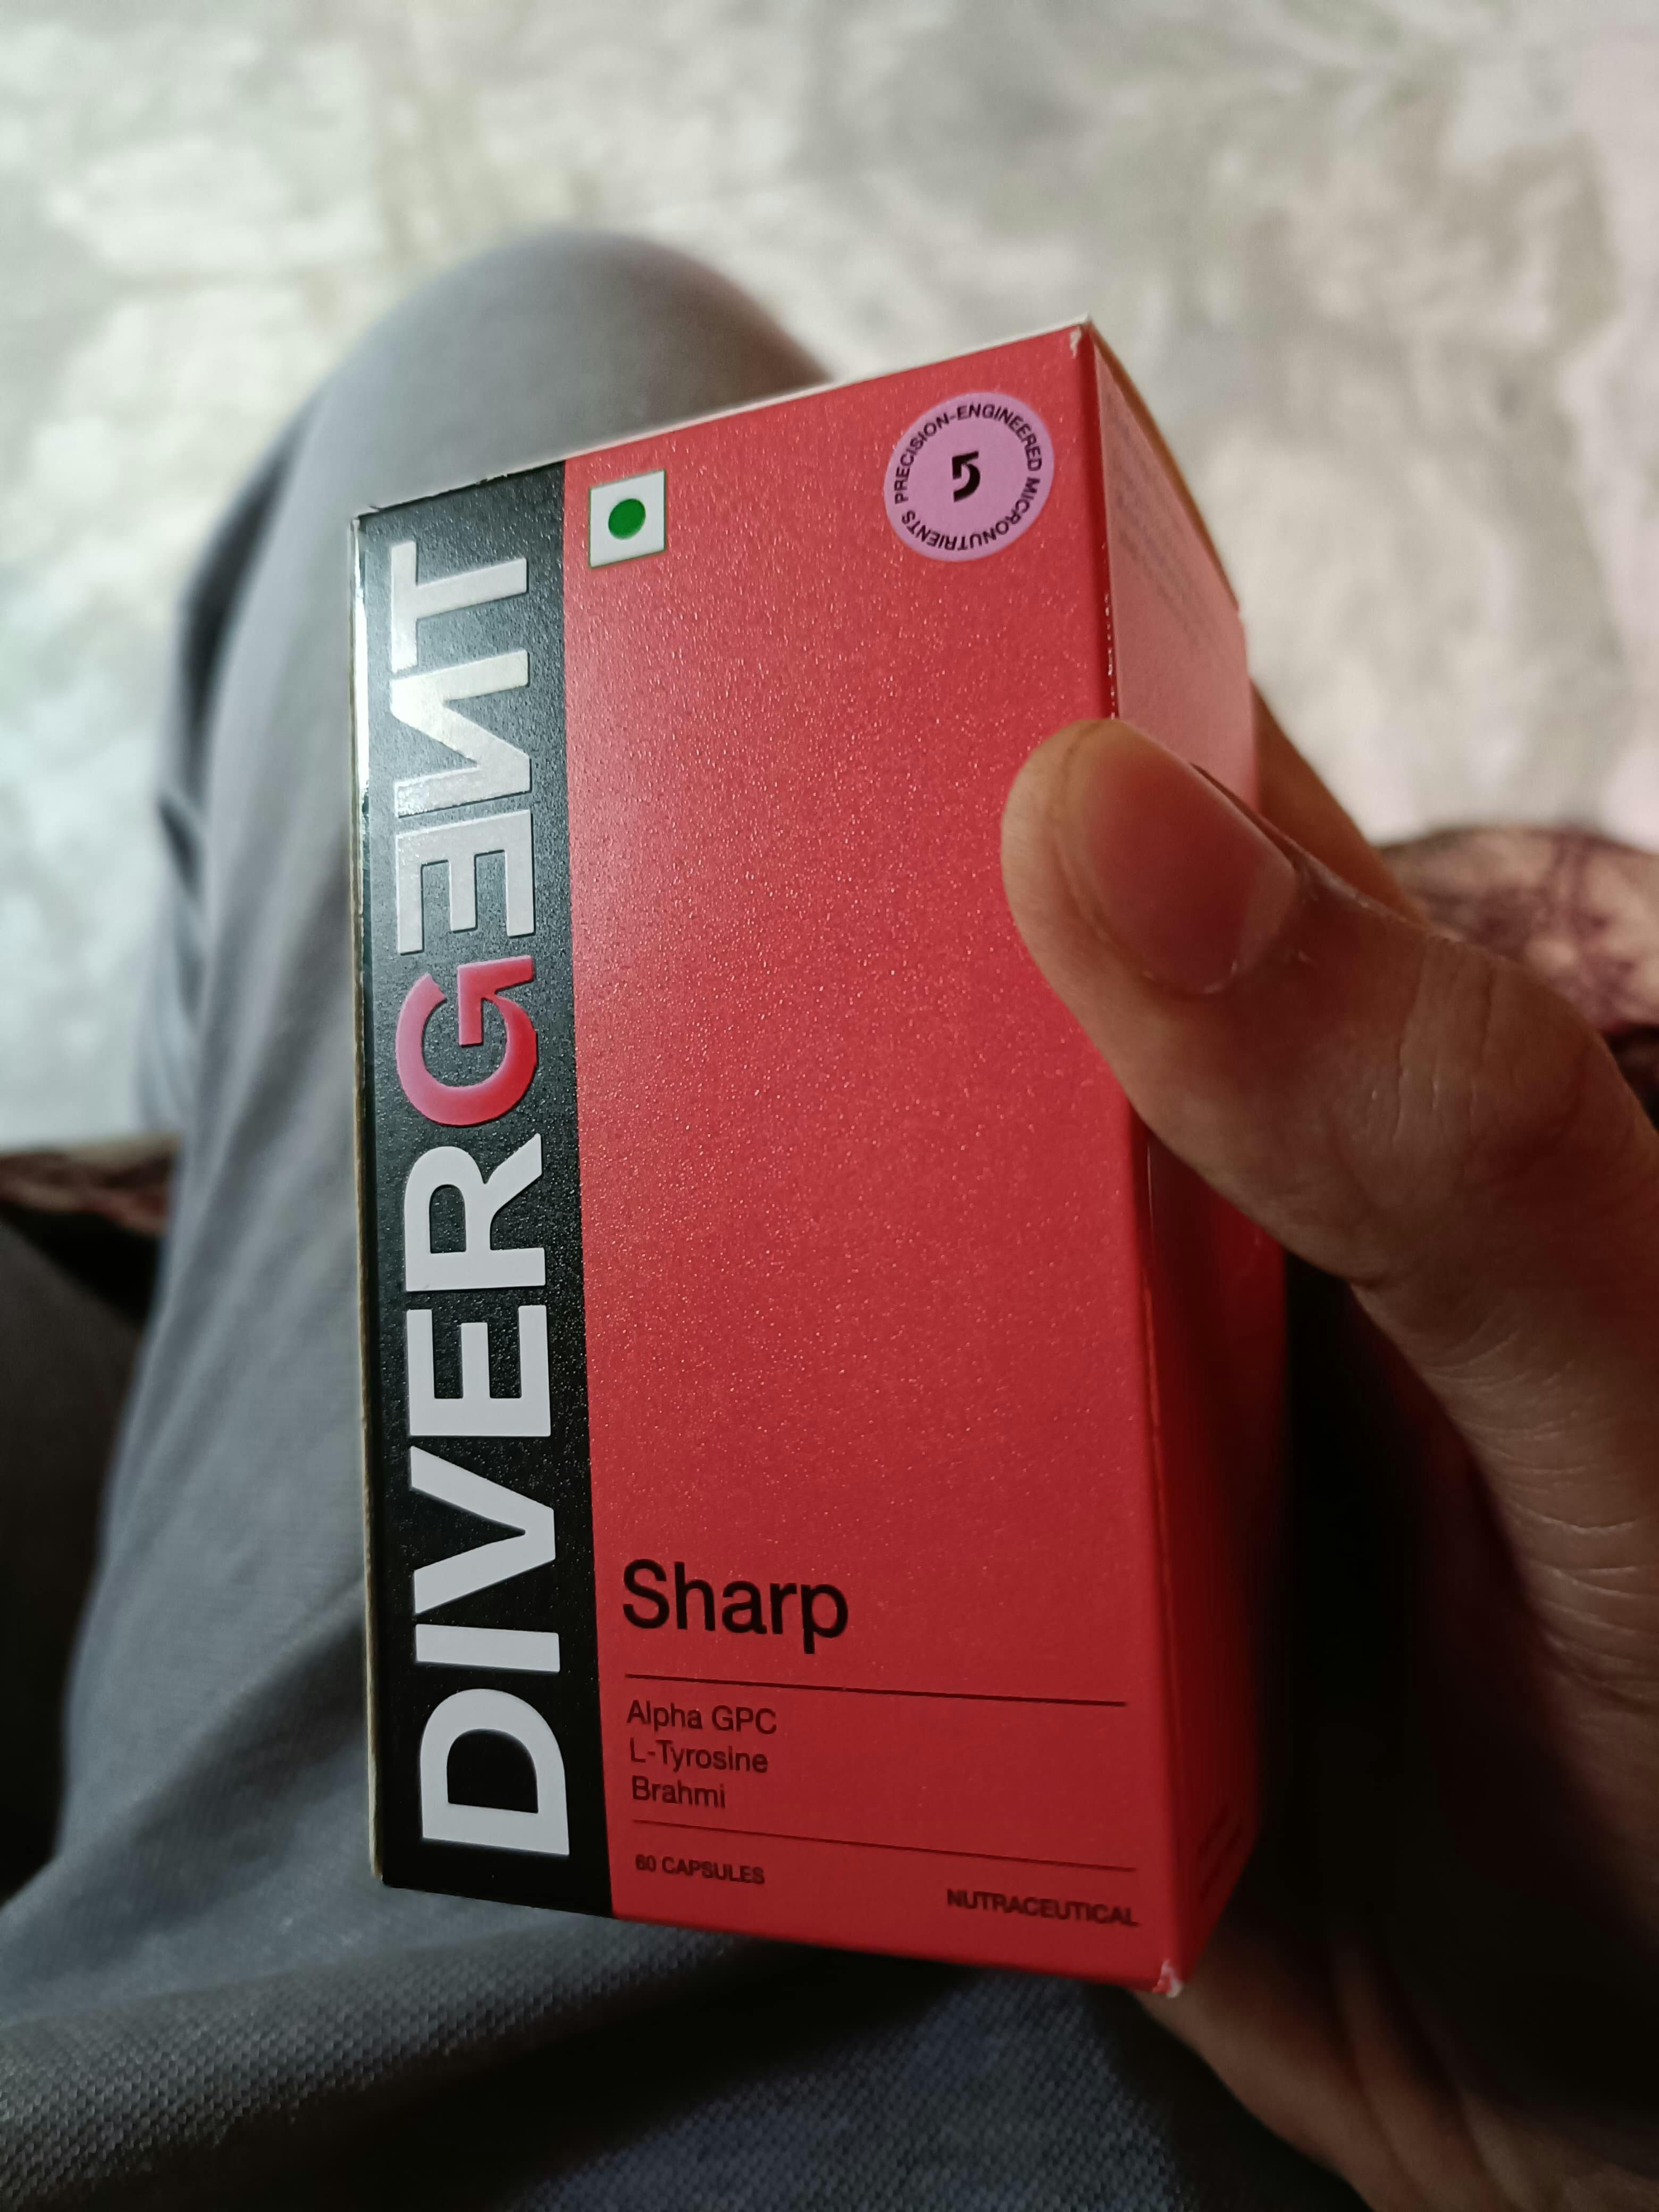 DIVERGENT
PRECISION-ENGINEERED MICRONUTRIENTS
5
Sharp
Alpha GPC
L-Tyrosine
Brahmi
60 CAPSULES
NUTRACEUTICAL